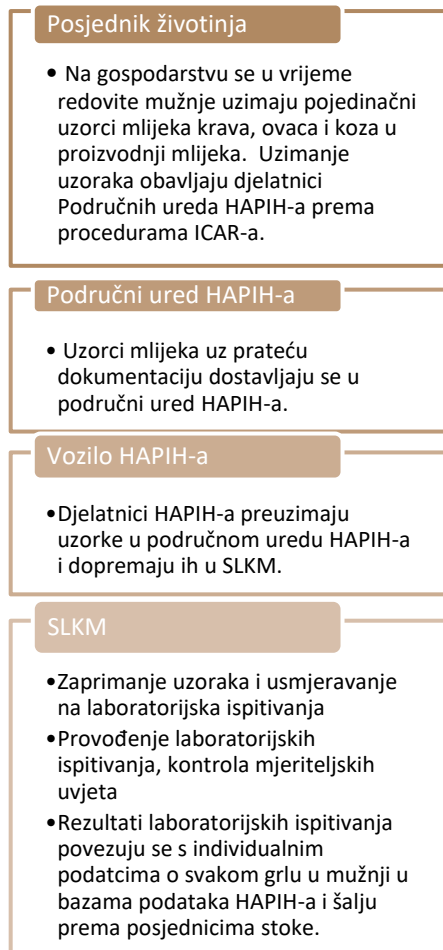 Posjednik životinja
• Na gospodarstvu se u vrijeme
redovite mužnje uzimaju pojedinačni
uzorci mlijeka krava, ovaca i koza u
proizvodnji mlijeka. Uzimanje
uzoraka obavljaju djelatnici
Područnih ureda HAPIH-a prema
procedurama ICAR-a.
Područni ured HAPIH-a
• Uzorci mlijeka uz prateću
dokumentaciju dostavljaju se u
područni ured HAPIH-a.
Vozilo HAPIH-a
•Djelatnici HAPIH-a preuzimaju
uzorke u područnom uredu HAPIH-a
i dopremaju ih u SLKM.
SLKM
•Zaprimanje uzoraka i usmjeravanje
na laboratorijska ispitivanja
•Provođenje laboratorijskih
ispitivanja, kontrola mjeriteljskih
uvjeta
•Rezultati laboratorijskih ispitivanja
povezuju se s individualnim
podatcima o svakom grlu u mužnji u
bazama podataka HAPIH-a i šalju
prema posjednicima stoke.